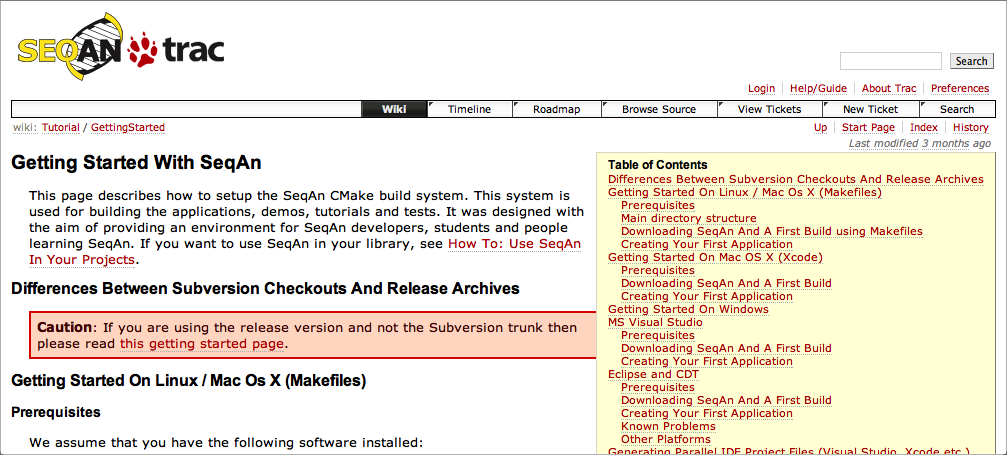 SEQAN trac
Search
Login Help/Guide About Trac Preferences
Wiki Timeline Roadmap Browse Source View Tickets New Ticket Search
wiki: Tutorial / GettingStarted
Up Start Page Index History
Last modified 3 months ago
Getting Started With SeqAn
This page describes how to setup the SeqAn CMake build system. This system is
used for building the applications, demos, tutorials and tests. It was designed with
the aim of providing an environment for SeqAn developers, students and people
learning SeqAn. If you want to use SeqAn in your library, see How To: Use SeqAn
In Your Projects.
Differences Between Subversion Checkouts And Release Archives
Caution: If you are using the release version and not the Subversion trunk then
please read this getting started page.
Getting Started On Linux / Mac Os X (Makefiles)
Prerequisites
We assume that you have the following software installed:
Table of Contents
Differences Between Subversion Checkouts And Release Archives
Getting Started On Linux / Mac Os X (Makefiles)
Prerequisites
Main directory structure
Downloading SeqAn And A First Build using Makefiles
Creating Your First Application
Getting Started On Mac OS X (Xcode)
Prerequisites
Downloading SeqAn And A First Build
Creating Your First Application
Getting Started On Windows
MS Visual Studio
Prerequisites
Downloading SeqAn And A First Build
Creating Your First Application
Eclipse and CDT
Prerequisites
Downloading SeqAn And A First Build
Creating Your First Application
Known Problems
Other Platforms
Generating Parallel IDE Project Files (Visual Studio, Xcode etc.)